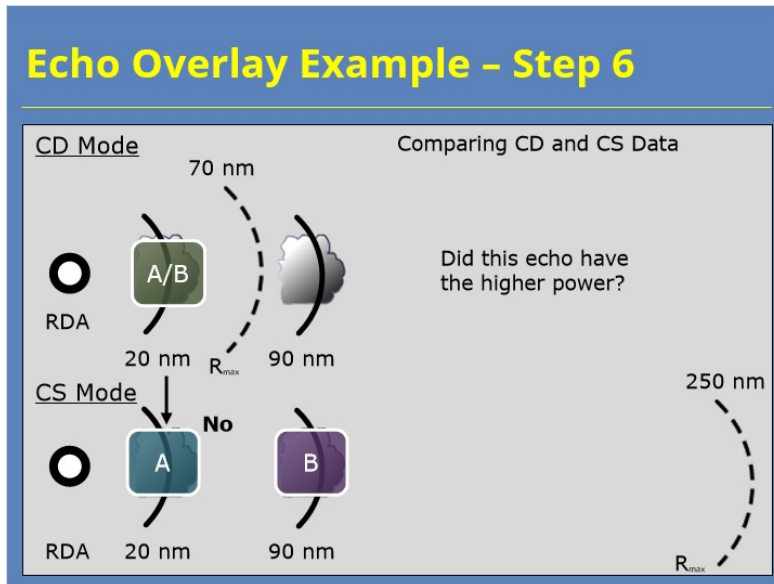 Echo Overlay Example – Step 6
CD Mode
Comparing CD and CS Data
70 nm
A/B
Did this echo have
the higher power?
RDA
20 nm
Rmax
90 nm
CS Mode
250 nm
No
A
B
RDA
20 nm
90 nm
Rmax